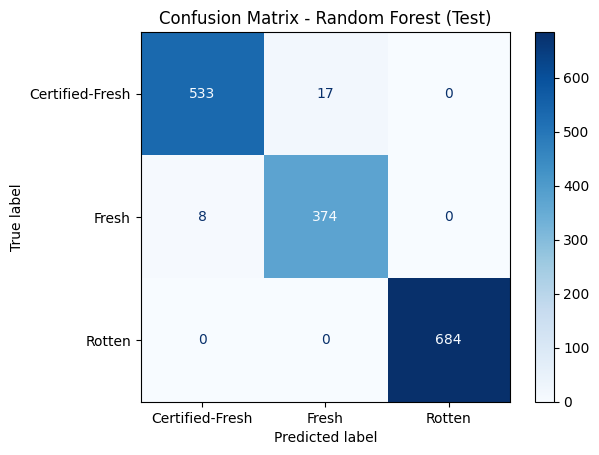 Confusion Matrix - Random Forest (Test)
True label
Certified-Fresh
Fresh
Rotten
533 17 0
8 374 0
0 0 684
Certified-Fresh Fresh Rotten
Predicted label
600
500
400
300
200
100
0